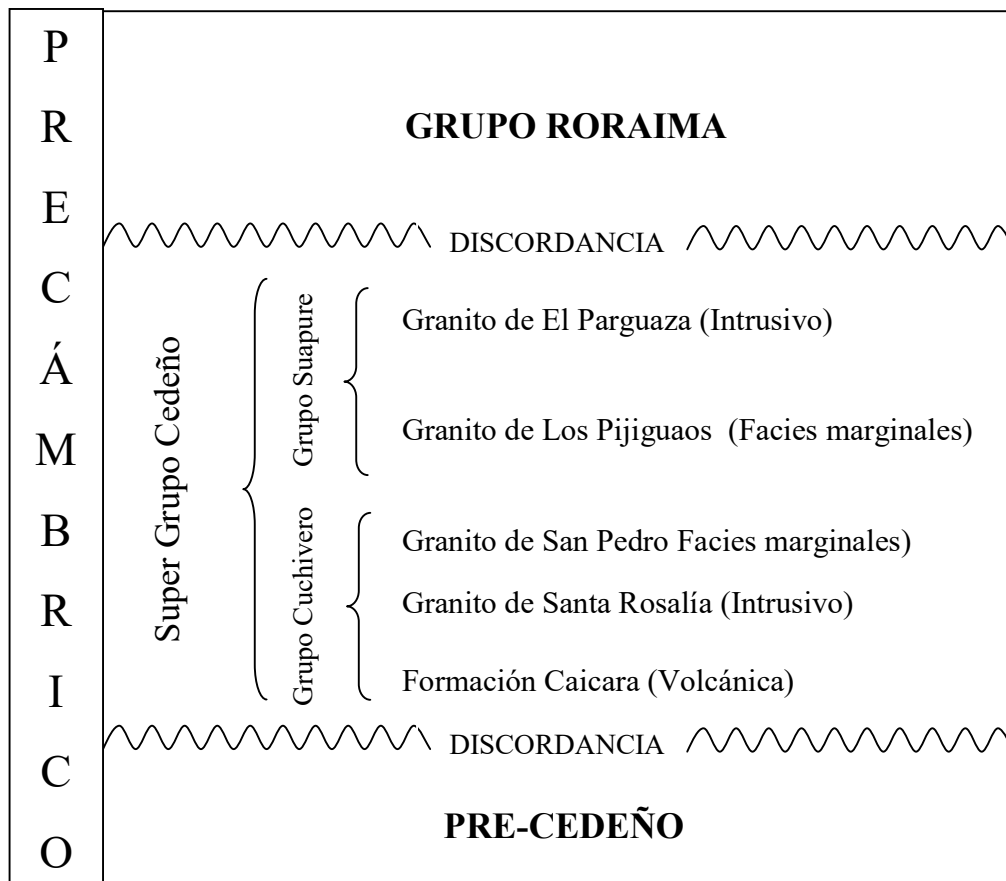 PRECÁMBRICO
GRUPO RORAIMA
DISCORDANCIA
Super Grupo Cedeño
Grupo Suapure
Granito de El Parguaza (Intrusivo)
Granito de Los Pijiguaos (Facies marginales)
Grupo Cuchivero
Granito de San Pedro Facies marginales)
Granito de Santa Rosalía (Intrusivo)
Formación Caicara (Volcánica)
DISCORDANCIA
PRE-CEDEÑO